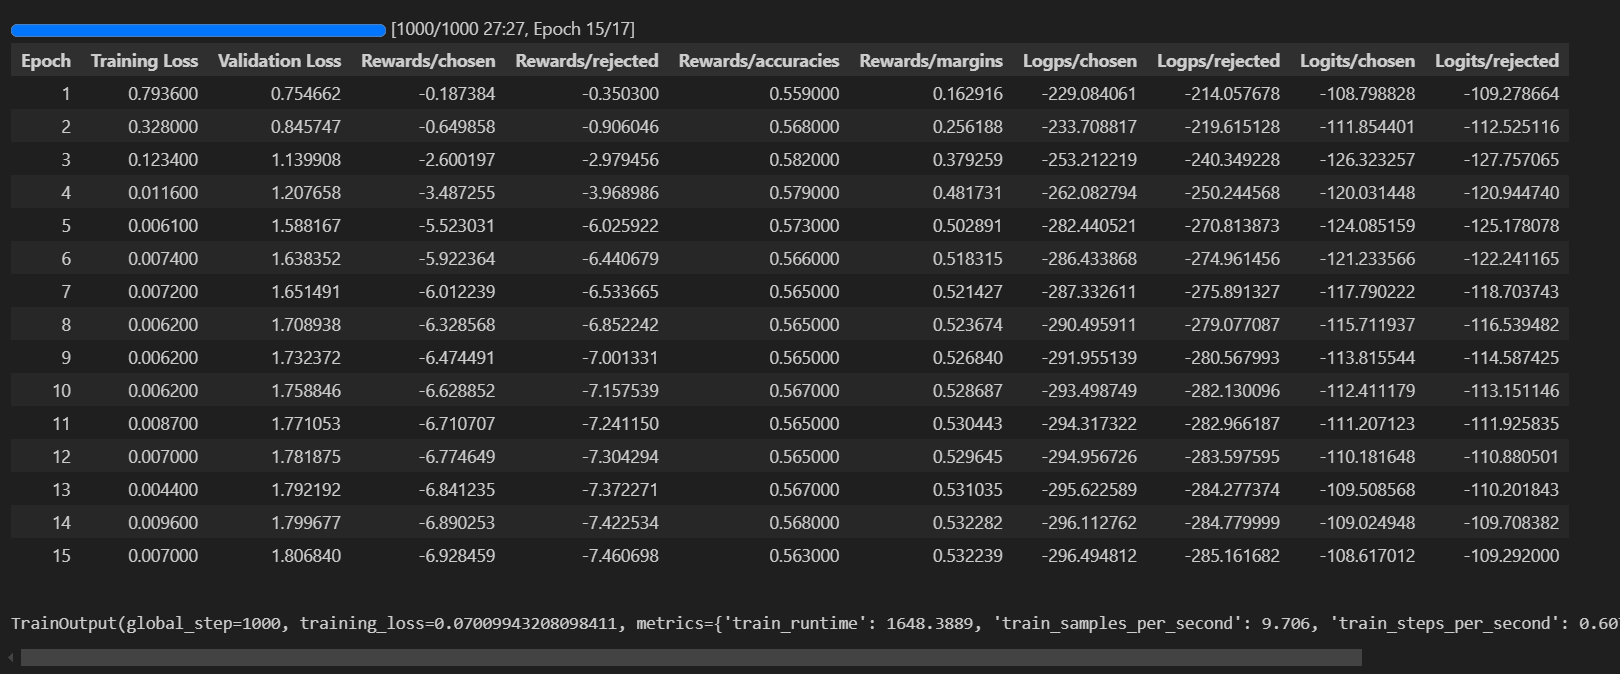 [1000/1000 27:27, Epoch 15/17]
Epoch Training Loss Validation Loss Rewards/chosen Rewards/rejected Rewards/accuracies Rewards/margins Logps/chosen Logps/rejected Logits/chosen Logits/rejected
1 0.793600 0.754662 -0.187384 -0.350300 0.559000 0.162916 -229.084061 -214.057678 -108.798828 -109.278664
2 0.328000 0.845747 -0.649858 -0.906046 0.568000 0.256188 -233.708817 -219.615128 -111.854401 -112.525116
3 0.123400 1.139908 -2.600197 -2.979456 0.582000 0.379259 -253.212219 -240.349228 -126.323257 -127.757065
4 0.011600 1.207658 -3.487255 -3.968986 0.579000 0.481731 -262.082794 -250.244568 -120.031448 -120.944740
5 0.006100 1.588167 -5.523031 -6.025922 0.573000 0.502891 -282.440521 -270.813873 -124.085159 -125.178078
6 0.007400 1.638352 -5.922364 -6.440679 0.566000 0.518315 -286.433868 -274.961456 -121.233566 -122.241165
7 0.007200 1.651491 -6.012239 -6.533665 0.565000 0.521427 -287.332611 -275.891327 -117.790222 -118.703743
8 0.006200 1.708938 -6.328568 -6.852242 0.565000 0.523674 -290.495911 -279.077087 -115.711937 -116.539482
9 0.006200 1.732372 -6.474491 -7.001331 0.565000 0.526840 -291.955139 -280.567993 -113.815544 -114.587425
10 0.006200 1.758846 -6.628852 -7.157539 0.567000 0.528687 -293.498749 -282.130096 -112.411179 -113.151146
11 0.008700 1.771053 -6.710707 -7.241150 0.565000 0.530443 -294.317322 -282.966187 -111.207123 -111.925835
12 0.007000 1.781875 -6.774649 -7.304294 0.565000 0.529645 -294.956726 -283.597595 -110.181648 -110.880501
13 0.004400 1.792192 -6.841235 -7.372271 0.567000 0.531035 -295.622589 -284.277374 -109.508568 -110.201843
14 0.009600 1.799677 -6.890253 -7.422534 0.568000 0.532282 -296.112762 -284.779999 -109.024948 -109.708382
15 0.007000 1.806840 -6.928459 -7.460698 0.563000 0.532239 -296.494812 -285.161682 -108.617012 -109.292000
TrainOutput(global_step=1000, training_loss=0.07009943208098411, metrics={'train_runtime': 1648.3889, 'train_samples_per_second': 9.706, 'train_steps_per_second': 0.607